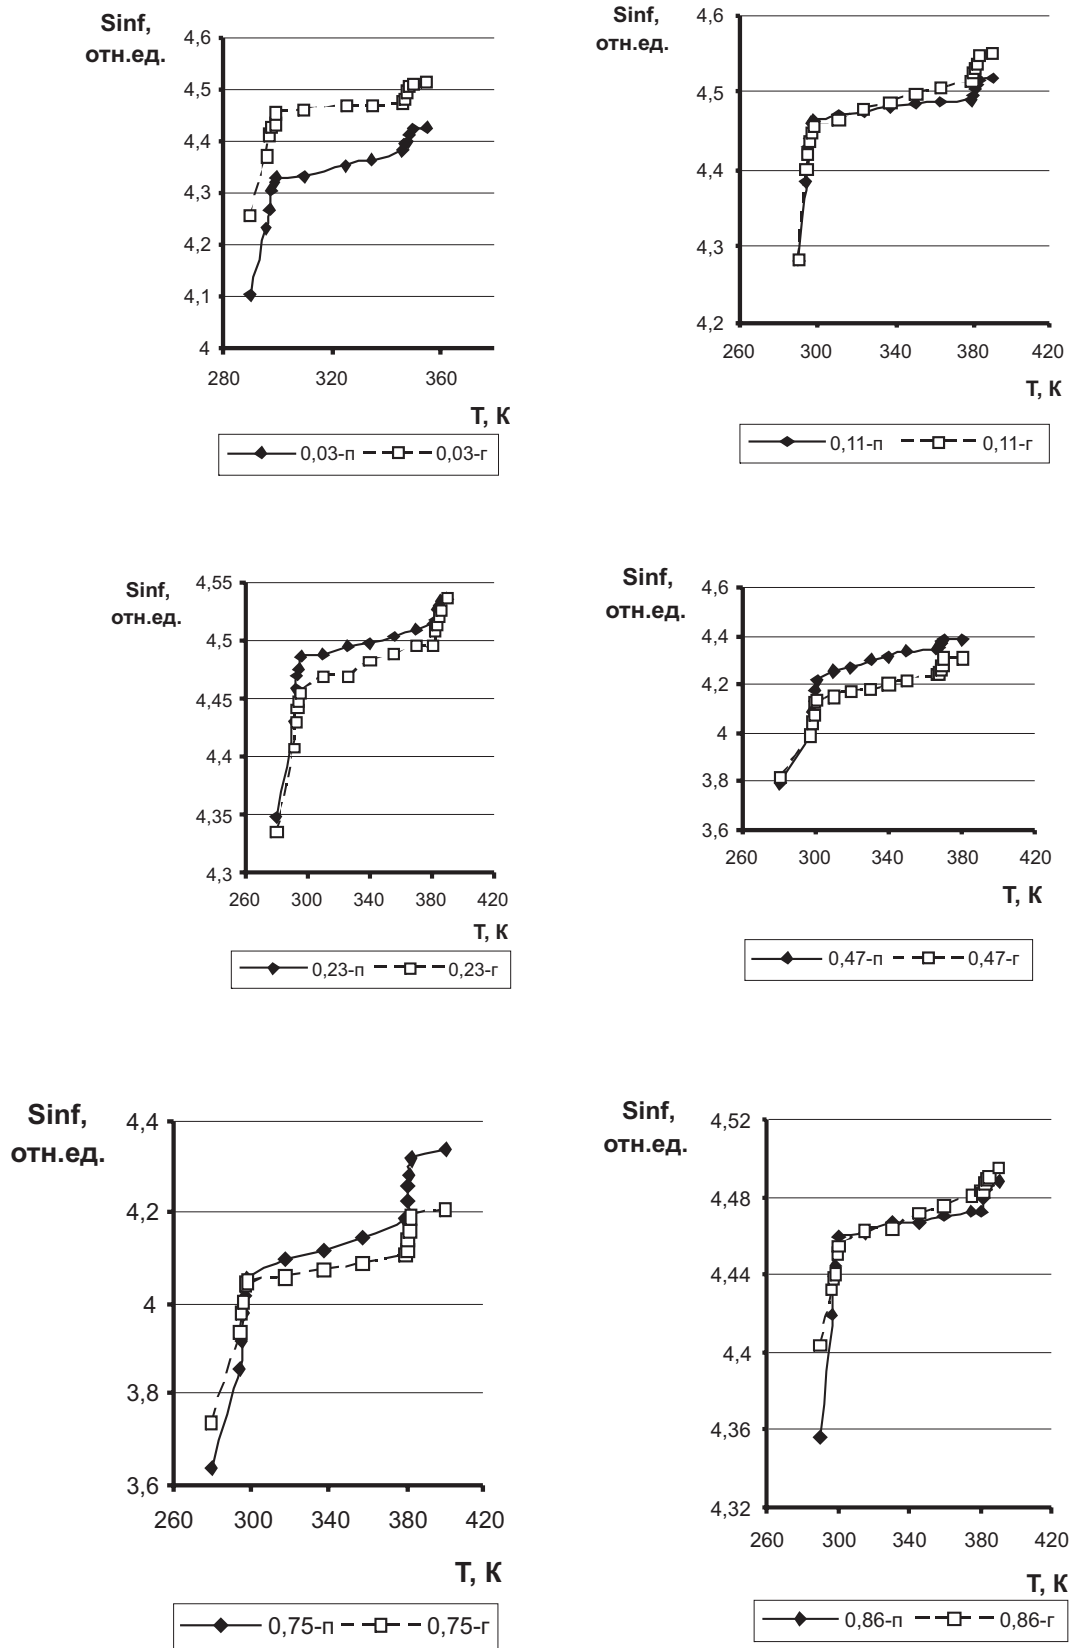 Sinf,
отн.ед.
4,6
4,5
4,4
4,3
4,2
4,1
4
280 320 360
T, K
0,03-п 0,03-г
Sinf,
отн.ед.
4,6
4,5
4,4
4,3
4,2
260 300 340 380 420
T, K
0,11-п 0,11-г
Sinf,
отн.ед.
4,55
4,5
4,45
4,4
4,35
4,3
260 300 340 380 420
T, K
0,23-п 0,23-г
Sinf,
отн.ед.
4,6
4,4
4,2
4
3,8
3,6
260 300 340 380 420
T, K
0,47-п 0,47-г
Sinf,
отн.ед.
4,4
4,2
4
3,8
3,6
260 300 340 380 420
T, K
0,75-п 0,75-г
Sinf,
отн.ед.
4,52
4,48
4,44
4,4
4,36
4,32
260 300 340 380 420
T, K
0,86-п 0,86-г